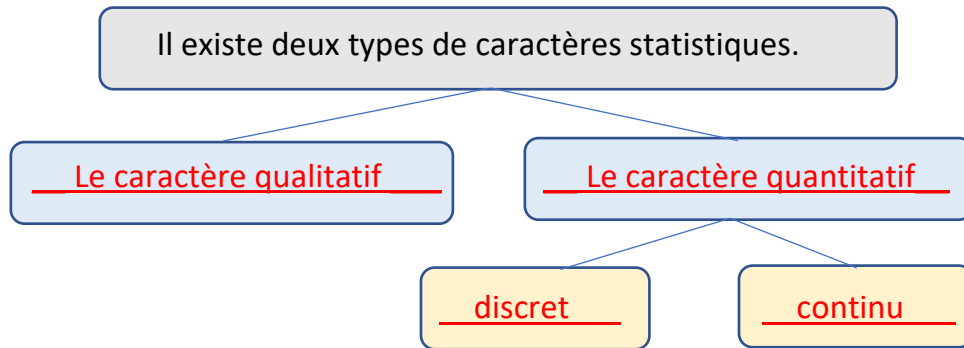 Il existe deux types de caractères statistiques.
Le caractère qualitatif
Le caractère quantitatif
discret
continu